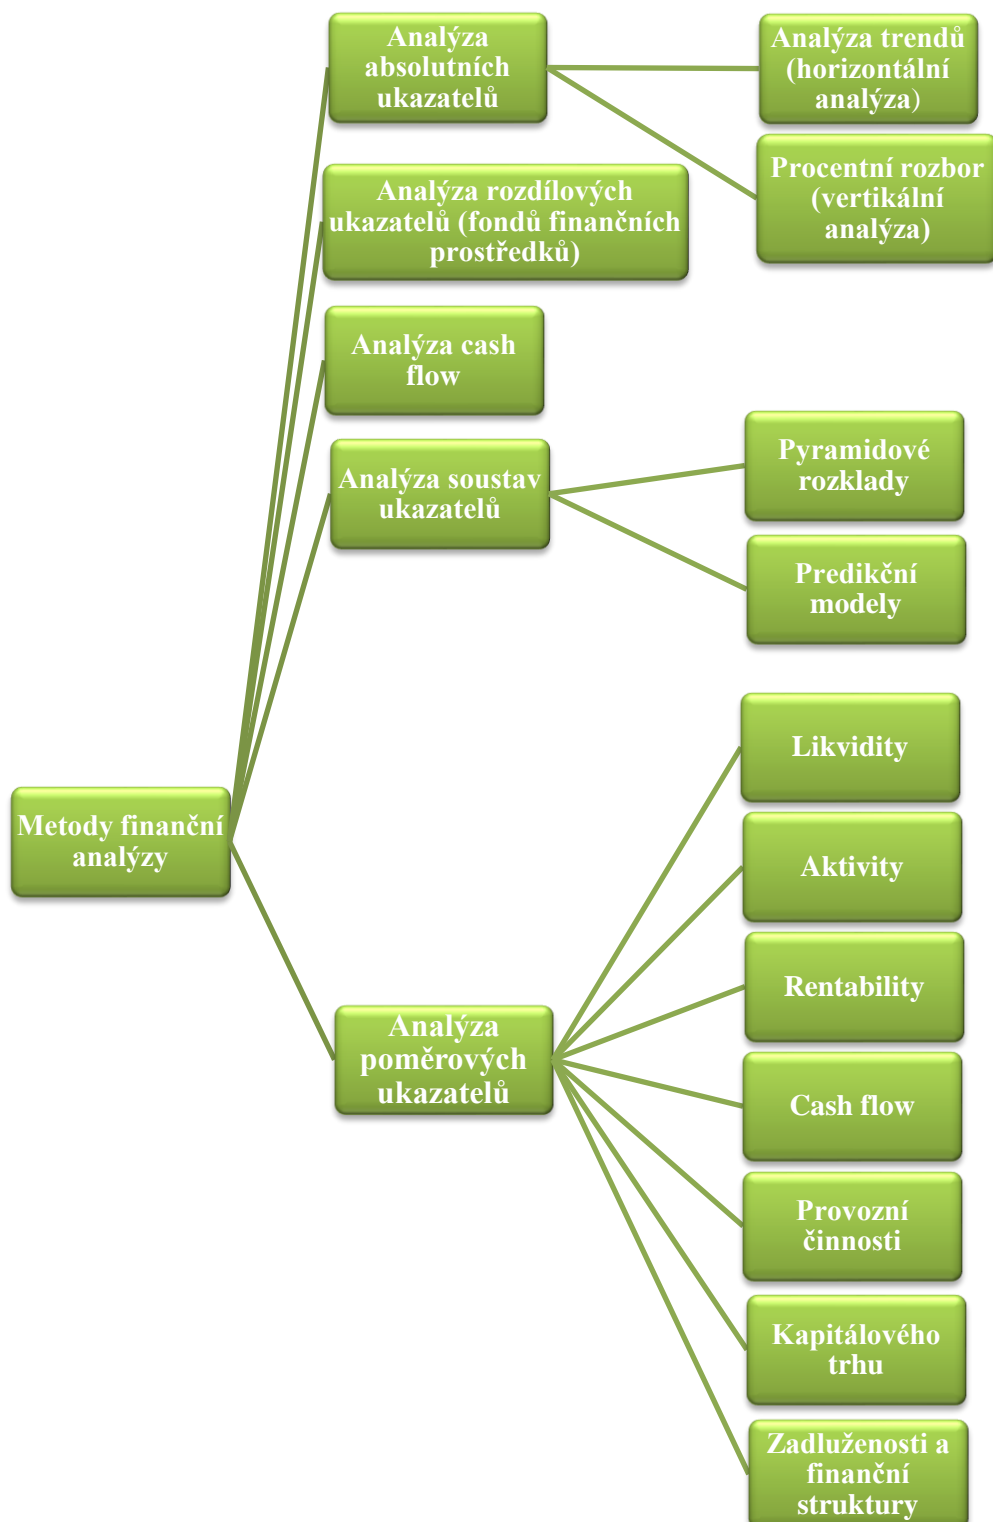 Analýza
absolutních
ukazatelů
Analýza trendů
(horizontální
analýza)
Procentní rozbor
(vertikální
analýza)
Analýza rozdílových
ukazatelů (fondů finančních
prostředků)
Analýza cash
flow
Analýza soustav
ukazatelů
Pyramidové
rozklady
Predikční
modely
Metody finanční
analýzy
Analýza
poměrových
ukazatelů
Likvidity
Aktivity
Rentability
Cash flow
Provozní
činnosti
Kapitálového
trhu
Zadluženosti a
finanční
struktury